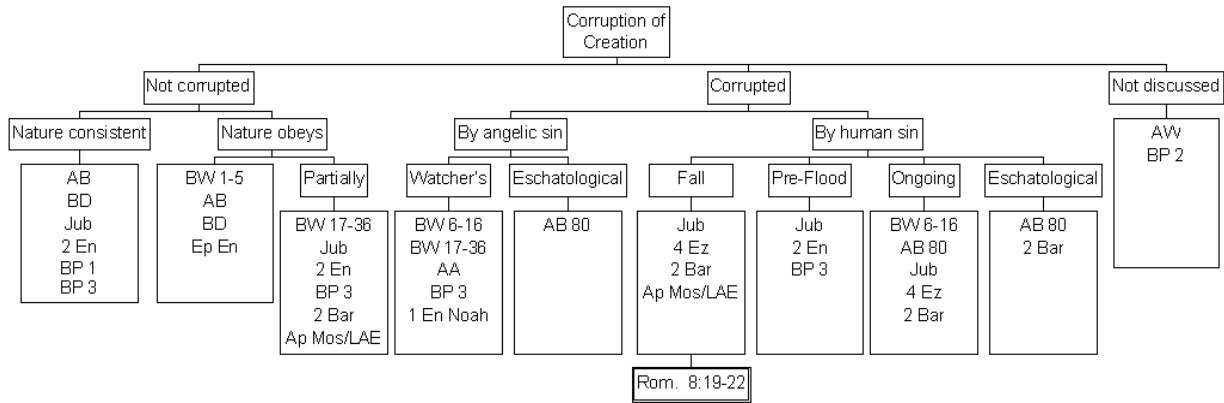 Corruption of
Creation
Not corrupted
Corrupted
Not discussed
Nature consistent
Nature obeys
By angelic sin
By human sin
AW
BP 2
Partially
Watcher's
Eschatological
Fall
Pre-Flood
Ongoing
Eschatological
AB
BD
Jub
2 En
BP 1
BP 3
BW 1-5
AB
BD
Ep En
BW 17-36
Jub
2 En
BP 3
2 Bar
Ap Mos/LAE
BW 6-16
BW 17-36
AA
BP 3
1 En Noah
AB 80
Jub
4 Ez
2 Bar
Ap Mos/LAE
Jub
2 En
BP 3
BW 6-16
AB 80
Jub
4 Ez
2 Bar
AB 80
2 Bar
Rom. 8:19-22